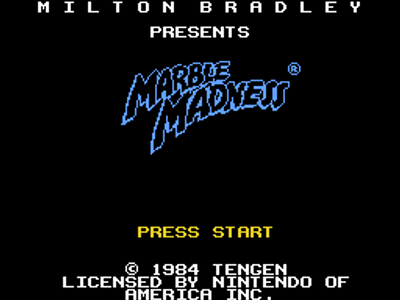 MILTON BRADLEY
PRESENTS
MARBLE
MADNESS®
PRESS START
© 1984 TENGEN
LICENSED BY NINTENDO OF
AMERICA INC.